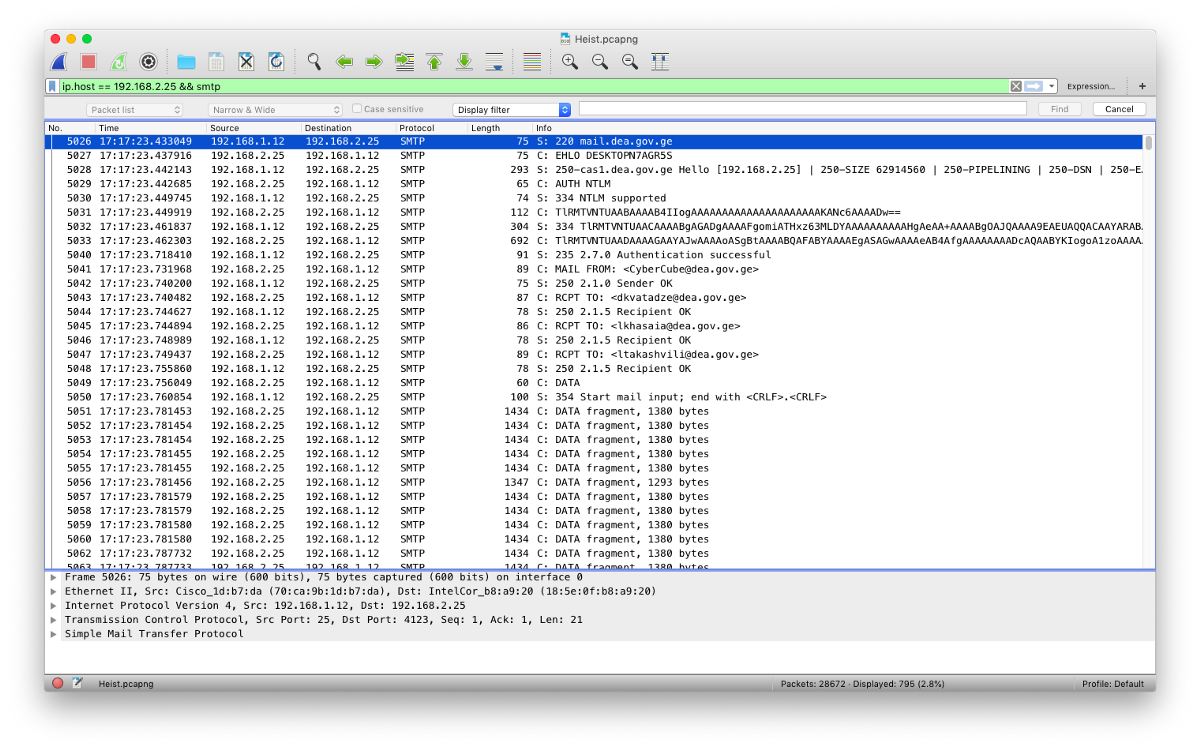 Heist.pcapng
ip.host == 192.168.2.25 && smtp
Expression… +
Packet list Narrow & Wide Case sensitive Display filter Find Cancel
No. Time Source Destination Protocol Length Info
5026 17:17:23.433049 192.168.1.12 192.168.2.25 SMTP 75 S: 220 mail.dea.gov.ge
5027 17:17:23.437916 192.168.2.25 192.168.1.12 SMTP 75 C: EHLO DESKTOPN7AGR5S
5028 17:17:23.442143 192.168.1.12 192.168.2.25 SMTP 293 S: 250-cas1.dea.gov.ge Hello [192.168.2.25] | 250-SIZE 62914560 | 250-PIPELINING | 250-DSN | 250-E
5029 17:17:23.442685 192.168.2.25 192.168.1.12 SMTP 65 C: AUTH NTLM
5030 17:17:23.449745 192.168.1.12 192.168.2.25 SMTP 74 S: 334 NTLM supported
5031 17:17:23.449919 192.168.2.25 192.168.1.12 SMTP 112 C: TlRMTVNTUAABAAAAB4IIogAAAAAAAAAAAAAAAAAAAAAKANc6AAAADw==
5032 17:17:23.461837 192.168.1.12 192.168.2.25 SMTP 304 S: 334 TlRMTVNTUAACAAAABgAGADgAAAAFgomiATHxz63MLDYAAAAAAAAAAHgAeAA+AAAABgOAJQAAAA9EAEUAQQACAAYARAB
5033 17:17:23.462303 192.168.2.25 192.168.1.12 SMTP 692 C: TlRMTVNTUAADAAAAGAAYAJwAAAAoASgBtAAAABQAFABYAAAAEgASAGwAAAAeAB4AfgAAAAAAAADcAQAABYKIogoA1zoAAAA
5040 17:17:23.718410 192.168.1.12 192.168.2.25 SMTP 91 S: 235 2.7.0 Authentication successful
5041 17:17:23.731968 192.168.2.25 192.168.1.12 SMTP 89 C: MAIL FROM: <CyberCube@dea.gov.ge>
5042 17:17:23.740200 192.168.1.12 192.168.2.25 SMTP 75 S: 250 2.1.0 Sender OK
5043 17:17:23.740482 192.168.2.25 192.168.1.12 SMTP 87 C: RCPT TO: <dkvatadze@dea.gov.ge>
5044 17:17:23.744627 192.168.1.12 192.168.2.25 SMTP 78 S: 250 2.1.5 Recipient OK
5045 17:17:23.744894 192.168.2.25 192.168.1.12 SMTP 86 C: RCPT TO: <lkhasaia@dea.gov.ge>
5046 17:17:23.748989 192.168.1.12 192.168.2.25 SMTP 78 S: 250 2.1.5 Recipient OK
5047 17:17:23.749437 192.168.2.25 192.168.1.12 SMTP 89 C: RCPT TO: <ltakashvili@dea.gov.ge>
5048 17:17:23.755860 192.168.1.12 192.168.2.25 SMTP 78 S: 250 2.1.5 Recipient OK
5049 17:17:23.756049 192.168.2.25 192.168.1.12 SMTP 60 C: DATA
5050 17:17:23.760854 192.168.1.12 192.168.2.25 SMTP 100 S: 354 Start mail input; end with <CRLF>.<CRLF>
5051 17:17:23.781453 192.168.2.25 192.168.1.12 SMTP 1434 C: DATA fragment, 1380 bytes
5052 17:17:23.781454 192.168.2.25 192.168.1.12 SMTP 1434 C: DATA fragment, 1380 bytes
5053 17:17:23.781454 192.168.2.25 192.168.1.12 SMTP 1434 C: DATA fragment, 1380 bytes
5054 17:17:23.781455 192.168.2.25 192.168.1.12 SMTP 1434 C: DATA fragment, 1380 bytes
5055 17:17:23.781455 192.168.2.25 192.168.1.12 SMTP 1434 C: DATA fragment, 1380 bytes
5056 17:17:23.781456 192.168.2.25 192.168.1.12 SMTP 1347 C: DATA fragment, 1293 bytes
5057 17:17:23.781579 192.168.2.25 192.168.1.12 SMTP 1434 C: DATA fragment, 1380 bytes
5058 17:17:23.781579 192.168.2.25 192.168.1.12 SMTP 1434 C: DATA fragment, 1380 bytes
5059 17:17:23.781580 192.168.2.25 192.168.1.12 SMTP 1434 C: DATA fragment, 1380 bytes
5060 17:17:23.781580 192.168.2.25 192.168.1.12 SMTP 1434 C: DATA fragment, 1380 bytes
5062 17:17:23.787732 192.168.2.25 192.168.1.12 SMTP 1434 C: DATA fragment, 1380 bytes
5063 17:17:23.787733 192.168.2.25 192.168.1.12 SMTP 1434 C: DATA fragment, 1380 bytes
Frame 5026: 75 bytes on wire (600 bits), 75 bytes captured (600 bits) on interface 0
Ethernet II, Src: Cisco_1d:b7:da (70:ca:9b:1d:b7:da), Dst: IntelCor_b8:a9:20 (18:5e:0f:b8:a9:20)
Internet Protocol Version 4, Src: 192.168.1.12, Dst: 192.168.2.25
Transmission Control Protocol, Src Port: 25, Dst Port: 4123, Seq: 1, Ack: 1, Len: 21
Simple Mail Transfer Protocol
Heist.pcapng Packets: 28672 · Displayed: 795 (2.8%) Profile: Default